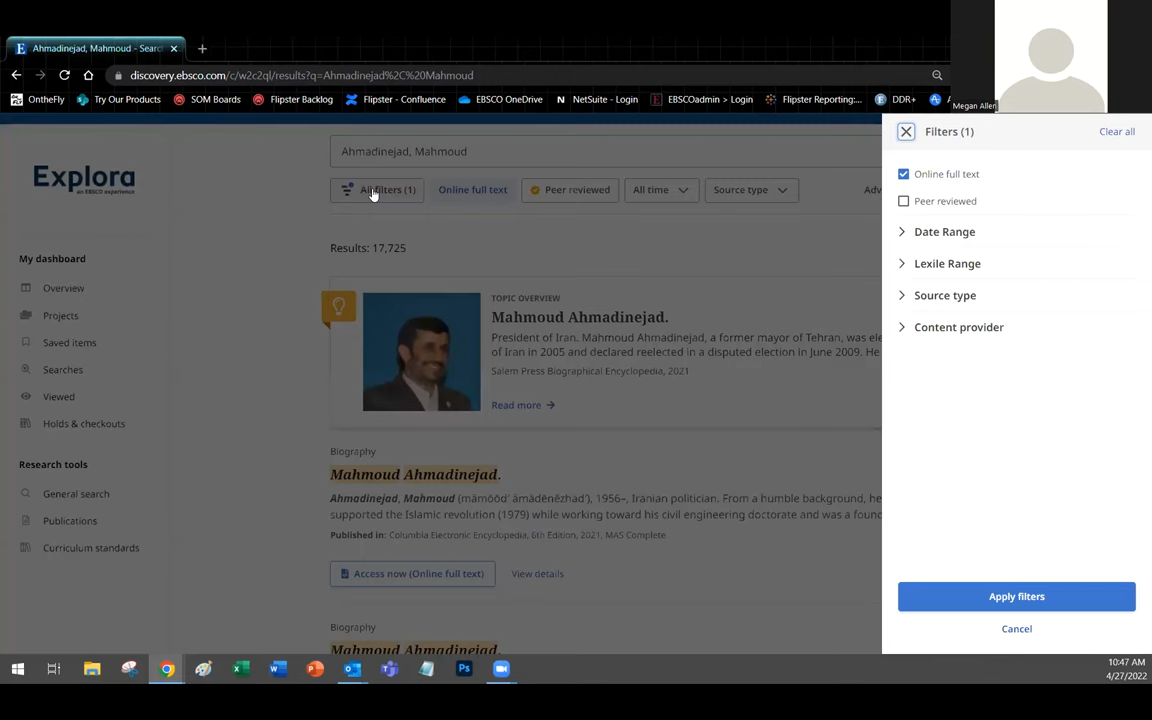 Ahmadinejad, Mahmoud - Searc
discovery.ebsco.com/c/w2c2ql/results?q=Ahmadinejad%2C%20Mahmoud
OntheFly Try Our Products SOM Boards Flipster Backlog Flipster - Confluence EBSCO OneDrive N NetSuite - Login EBSCOadmin > Login Flipster Reporting:... DDR+
Megan Allen
Filters (1)
Clear all
Online full text
Peer reviewed
Date Range
Lexile Range
Source type
Content provider
Apply filters
Cancel
Explora
an EBSCO experience
My dashboard
Overview
Projects
Saved items
Searches
Viewed
Holds & checkouts
Research tools
General search
Publications
Curriculum standards
Ahmadinejad, Mahmoud
All filters (1) Online full text Peer reviewed All time Source type Adv
Results: 17,725
TOPIC OVERVIEW
Mahmoud Ahmadinejad.
President of Iran. Mahmoud Ahmadinejad, a former mayor of Tehran, was ele
of Iran in 2005 and declared reelected in a disputed election in June 2009. He
Salem Press Biographical Encyclopedia, 2021
Read more
Biography
Mahmoud Ahmadinejad.
Ahmadinejad, Mahmoud (mämōōd' ämädēnēzhad'), 1956–, Iranian politician. From a humble background, he
supported the Islamic revolution (1979) while working toward his civil engineering doctorate and was a found
Published in: Columbia Electronic Encyclopedia, 6th Edition, 2021, MAS Complete
Access now (Online full text) View details
Biography
Mahmoud Ahmadinejad.
10:47 AM
4/27/2022